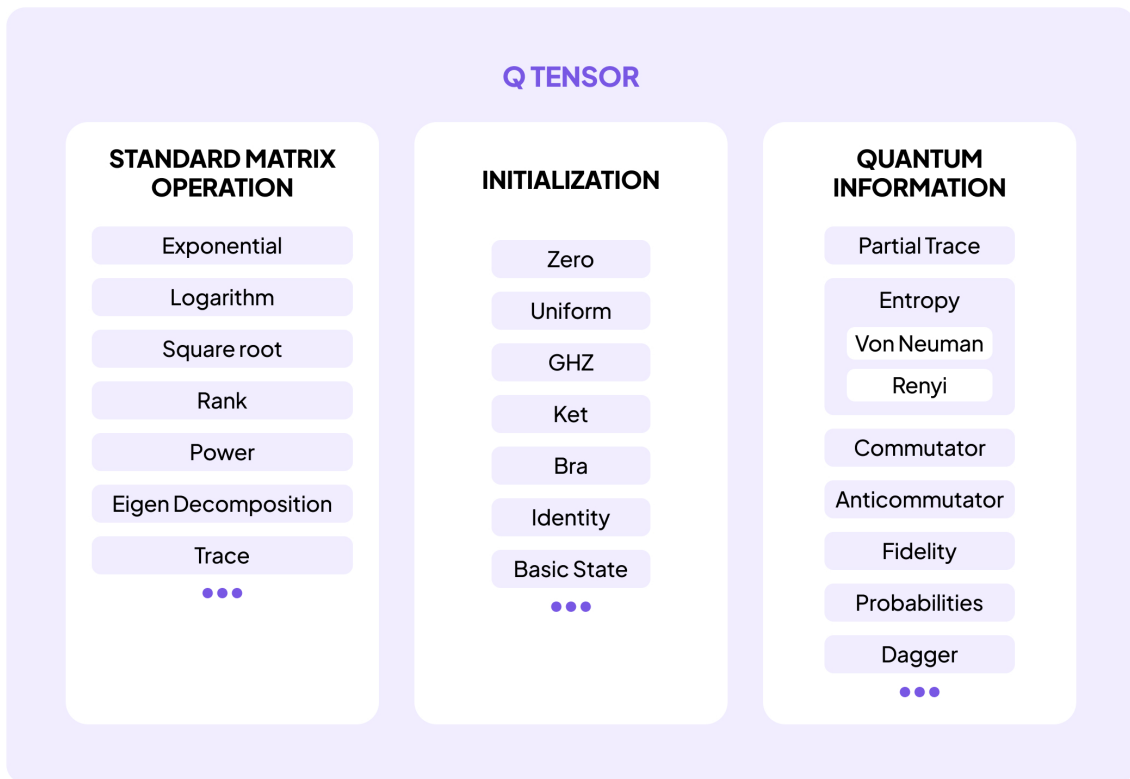 Q TENSOR
STANDARD MATRIX
OPERATION
Exponential
Logarithm
Square root
Rank
Power
Eigen Decomposition
Trace
INITIALIZATION
Zero
Uniform
GHZ
Ket
Bra
Identity
Basic State
QUANTUM
INFORMATION
Partial Trace
Entropy
Von Neuman
Renyi
Commutator
Anticommutator
Fidelity
Probabilities
Dagger